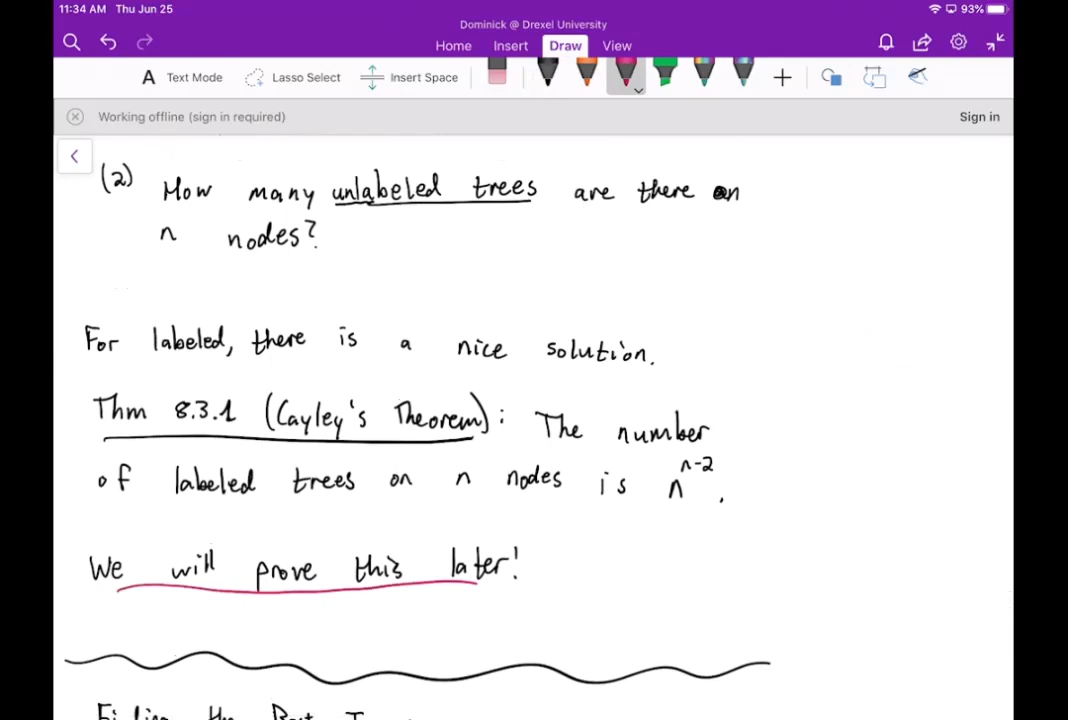 11:34 AM Thu Jun 25
93%
Dominick @ Drexel University
Home Insert Draw View
A Text Mode Lasso Select Insert Space
Working offline (sign in required) Sign in
(2) How many unlabeled trees are there on
n nodes?
For labeled, there is a nice solution.
Thm 8.3.1 (Cayley's Theorem): The number
of labeled trees on n nodes is n^{n-2}.
We will prove this later!